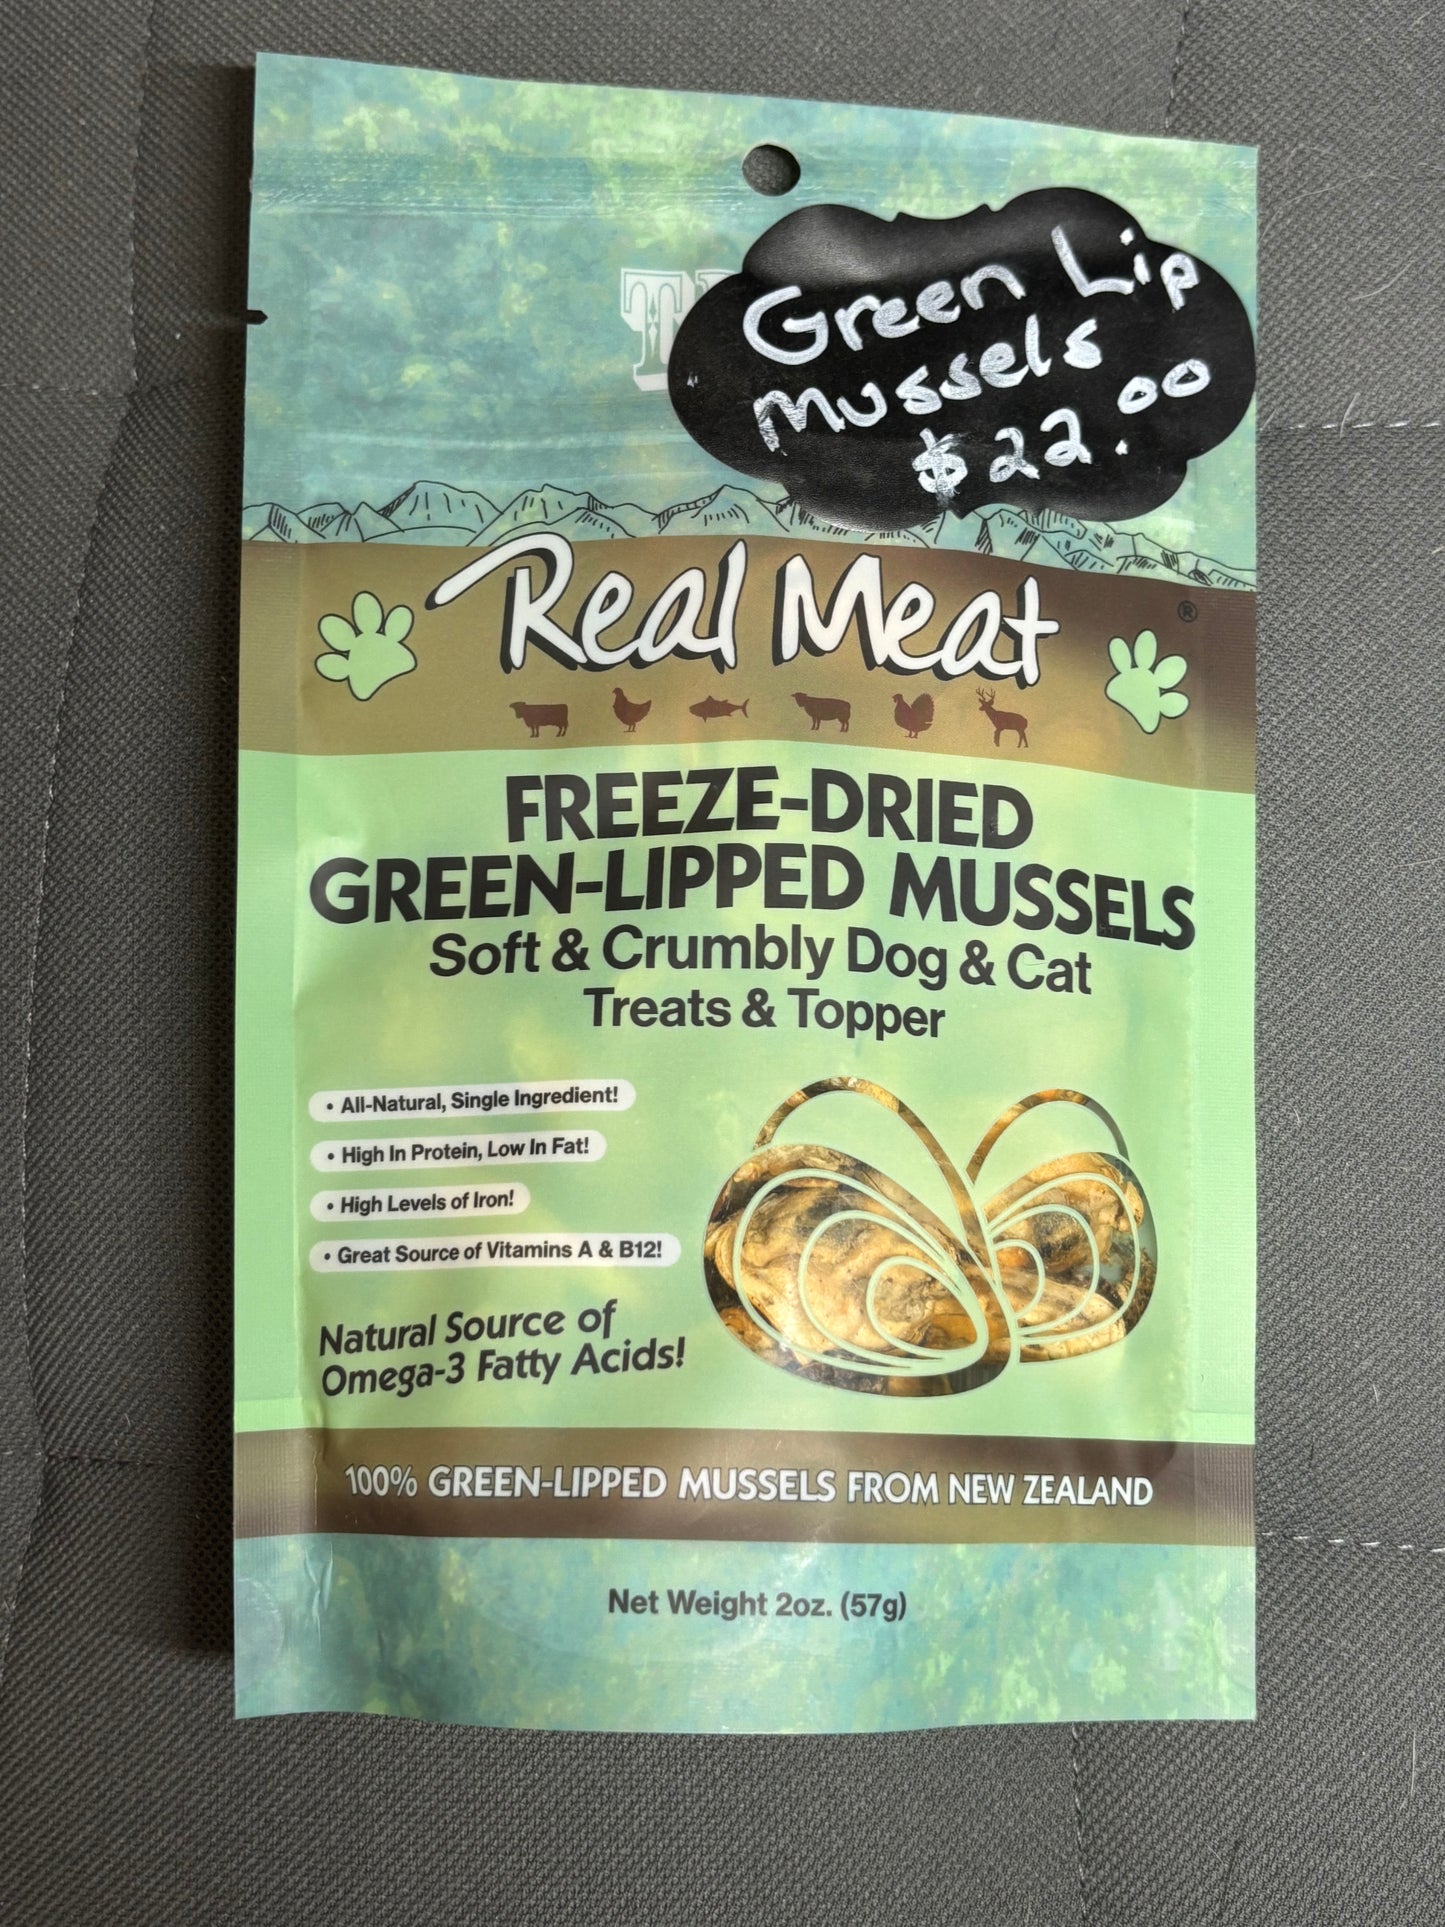 Green Lip
Mussels
$22.00
Real Meat®
FREEZE-DRIED
GREEN-LIPPED MUSSELS
Soft & Crumbly Dog & Cat
Treats & Topper
• All-Natural, Single Ingredient!
• High In Protein, Low In Fat!
• High Levels of Iron!
• Great Source of Vitamins A & B12!
Natural Source of
Omega-3 Fatty Acids!
100% GREEN-LIPPED MUSSELS FROM NEW ZEALAND
Net Weight 2oz. (57g)